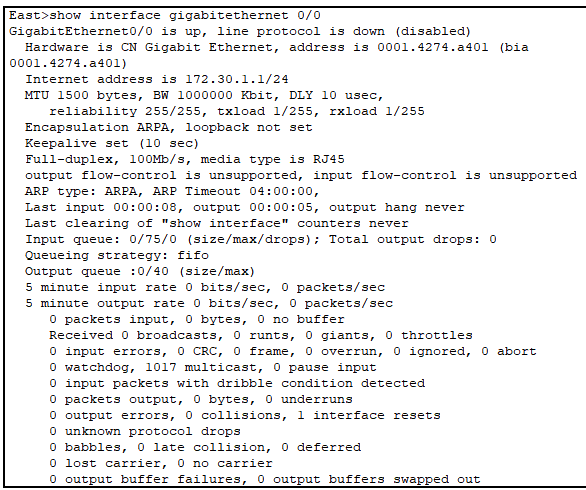 East>show interface gigabitethernet 0/0
GigabitEthernet0/0 is up, line protocol is down (disabled)
Hardware is CN Gigabit Ethernet, address is 0001.4274.a401 (bia
0001.4274.a401)
Internet address is 172.30.1.1/24
MTU 1500 bytes, BW 1000000 Kbit, DLY 10 usec,
reliability 255/255, txload 1/255, rxload 1/255
Encapsulation ARPA, loopback not set
Keepalive set (10 sec)
Full-duplex, 100Mb/s, media type is RJ45
output flow-control is unsupported, input flow-control is unsupported
ARP type: ARPA, ARP Timeout 04:00:00,
Last input 00:00:08, output 00:00:05, output hang never
Last clearing of "show interface" counters never
Input queue: 0/75/0 (size/max/drops); Total output drops: 0
Queueing strategy: fifo
Output queue :0/40 (size/max)
5 minute input rate 0 bits/sec, 0 packets/sec
5 minute output rate 0 bits/sec, 0 packets/sec
0 packets input, 0 bytes, 0 no buffer
Received 0 broadcasts, 0 runts, 0 giants, 0 throttles
0 input errors, 0 CRC, 0 frame, 0 overrun, 0 ignored, 0 abort
0 watchdog, 1017 multicast, 0 pause input
0 input packets with dribble condition detected
0 packets output, 0 bytes, 0 underruns
0 output errors, 0 collisions, 1 interface resets
0 unknown protocol drops
0 babbles, 0 late collision, 0 deferred
0 lost carrier, 0 no carrier
0 output buffer failures, 0 output buffers swapped out